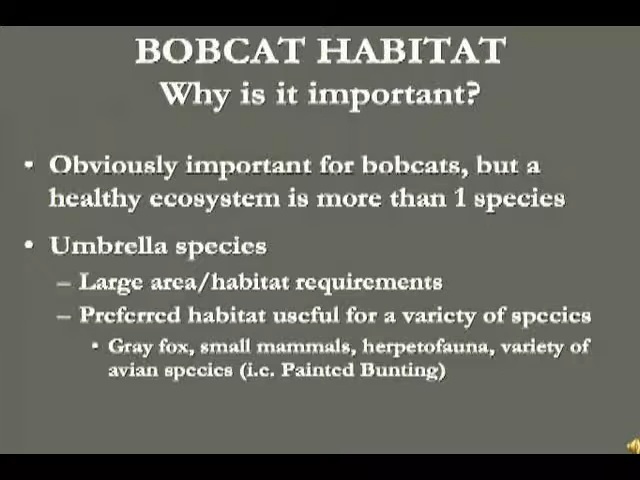 BOBCAT HABITAT
Why is it important?
• Obviously important for bobcats, but a
healthy ecosystem is more than 1 species
• Umbrella species
– Large area/habitat requirements
– Preferred habitat useful for a variety of species
• Gray fox, small mammals, herpetofauna, variety of
avian species (i.e. Painted Bunting)